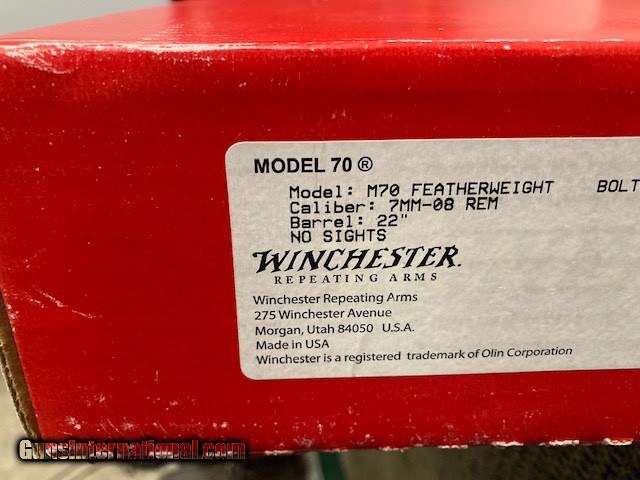 MODEL 70 ®
Model: M70 FEATHERWEIGHT BOLT
Caliber: 7MM-08 REM
Barrel: 22"
NO SIGHTS
WINCHESTER.
REPEATING ARMS
Winchester Repeating Arms
275 Winchester Avenue
Morgan, Utah 84050 U.S.A.
Made in USA
Winchester is a registered trademark of Olin Corporation
GunsInternational.com